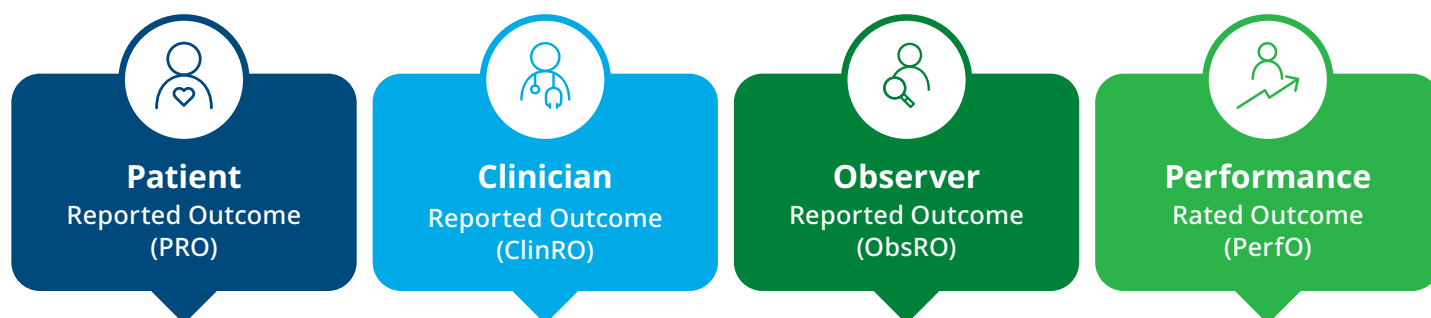 Patient
Reported Outcome
(PRO)
Clinician
Reported Outcome
(ClinRO)
Observer
Reported Outcome
(ObsRO)
Performance
Rated Outcome
(PerfO)